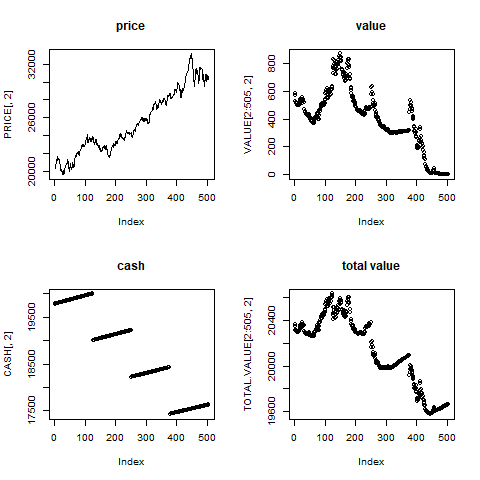 price
PRICE[, 2]
20000 26000 32000
0 100 200 300 400 500
Index
value
VALUE[2:505, 2]
0 200 400 600 800
0 100 200 300 400 500
Index
cash
CASH[, 2]
17500 18500 19500
0 100 200 300 400 500
Index
total value
TOTAL.VALUE[2:505, 2]
19600 20000 20400
0 100 200 300 400 500
Index